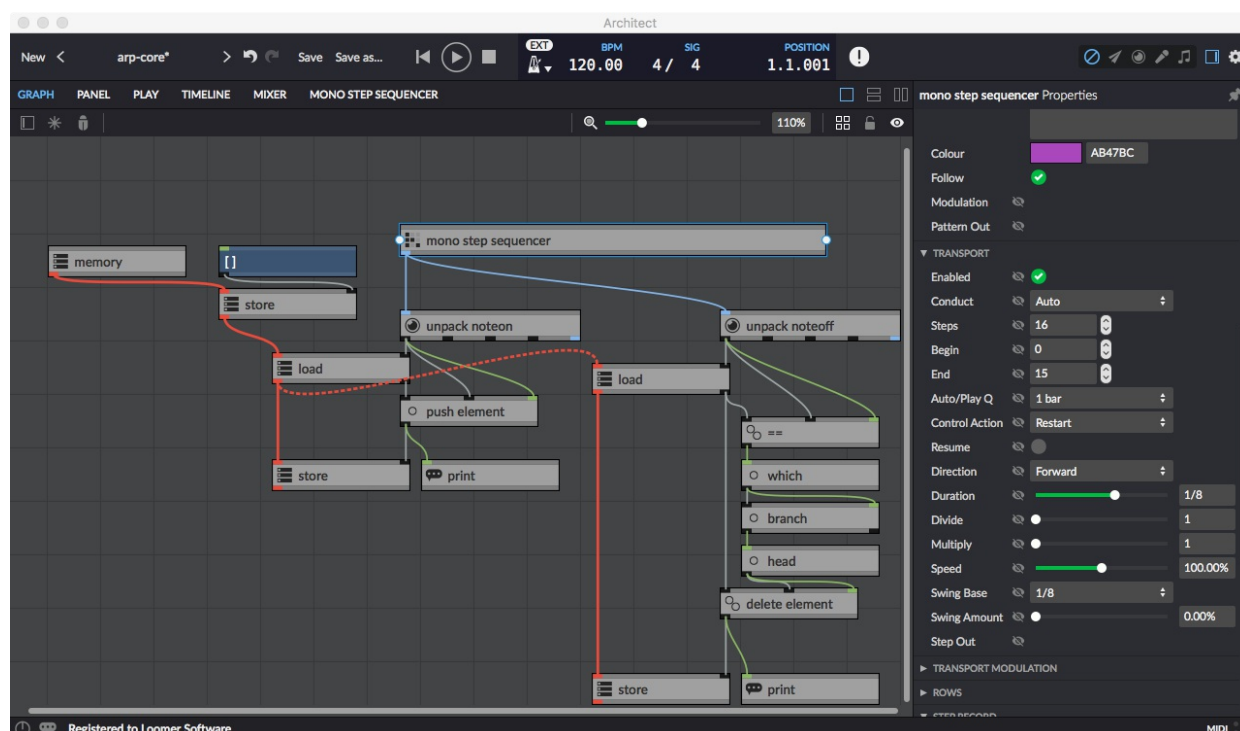 Architect
New < arp-core* > Save Save as... EXT BPM SIG POSITION
120.00 4 / 4 1.1.001
GRAPH PANEL PLAY TIMELINE MIXER MONO STEP SEQUENCER
110%
mono step sequencer
memory
[]
store
unpack noteon
unpack noteoff
load
load
push element
==
store
print
which
branch
head
delete element
store
print
mono step sequencer Properties
Colour AB47BC
Follow
Modulation
Pattern Out
TRANSPORT
Enabled
Conduct Auto
Steps 16
Begin 0
End 15
Auto/Play Q 1 bar
Control Action Restart
Resume
Direction Forward
Duration 1/8
Divide 1
Multiply 1
Speed 100.00%
Swing Base 1/8
Swing Amount 0.00%
Step Out
TRANSPORT MODULATION
ROWS
STEP RECORD
Registered to Loomer Software
MIDI